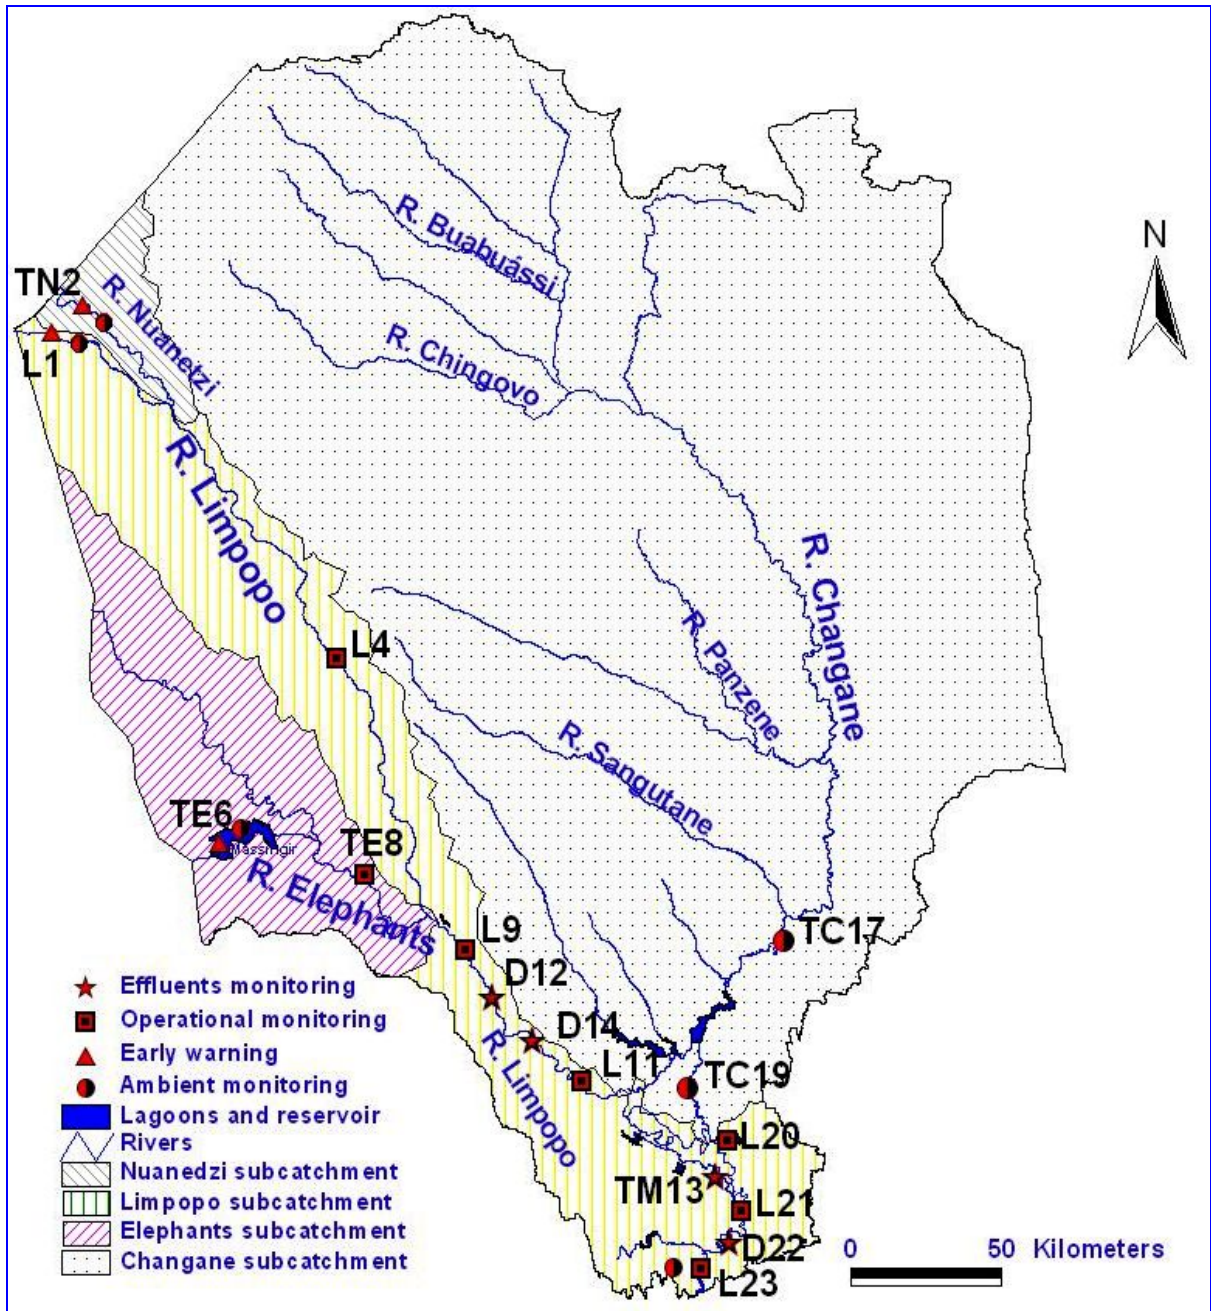 N
R. Buabuássi
TN2
R. Nuanetzi
R. Chingovo
L1
R. Limpopo
R. Changane
L4
R. Panzene
R. Sangutane
TE6
Massingir
TE8
R. Elephants
L9
TC17
D12
D14
L11
TC19
R. Limpopo
L20
TM13
L21
D22
L23
Effluents monitoring
Operational monitoring
Early warning
Ambient monitoring
Lagoons and reservoir
Rivers
Nuanedzi subcatchment
Limpopo subcatchment
Elephants subcatchment
Changane subcatchment
0 50 Kilometers